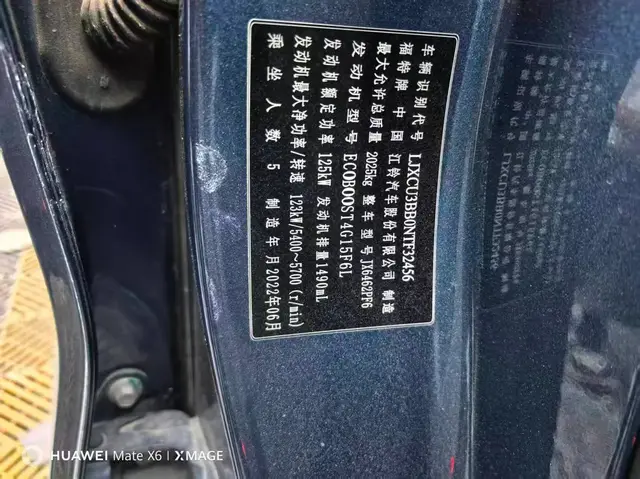 车辆识别代号 LJXCU3BB0NTF32456
福特牌 中国 江铃汽车股份有限公司 制造
最大允许总质量 2025kg 整车型号 JX6462PF6
发动机型号 ECOBOOST4G15F6L
发动机额定功率 125kW 发动机排量1490mL
发动机最大净功率/转速 123kW/5400~5700(r/min)
乘坐人数 5 制造年月2022年06月
HUAWEI Mate X6 | XMAGE